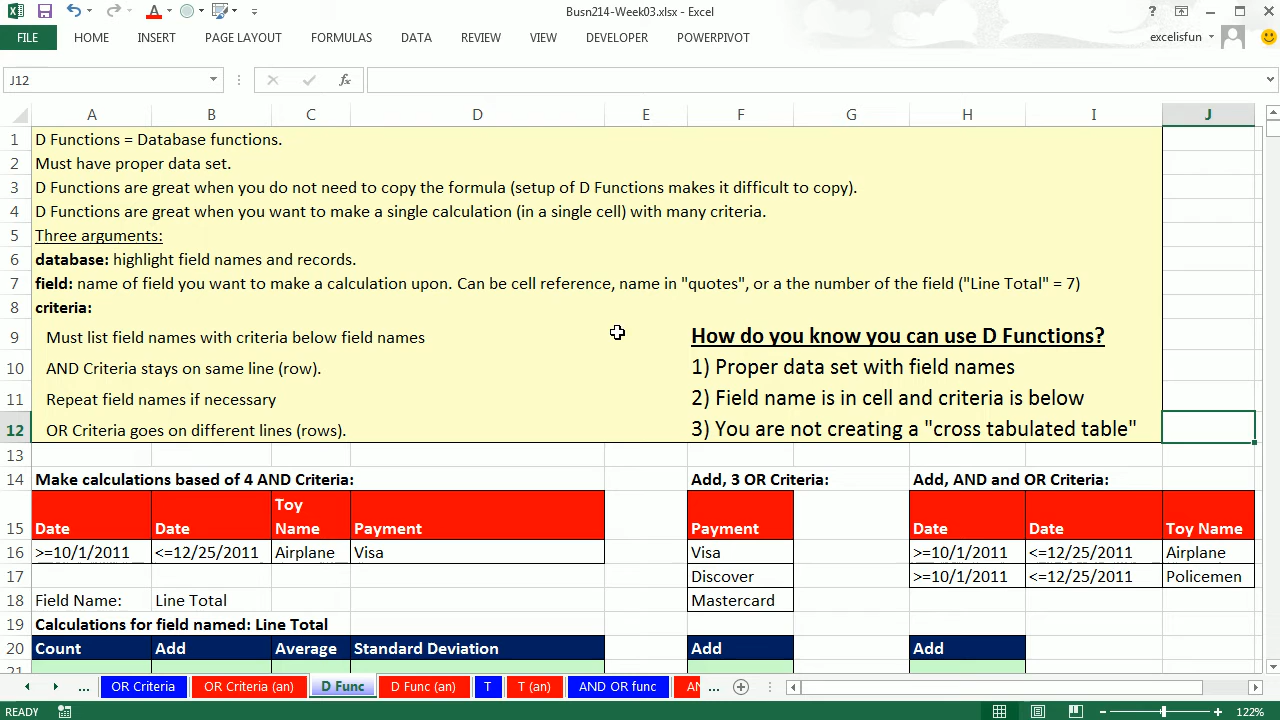 Busn214-Week03.xlsx - Excel
FILE HOME INSERT PAGE LAYOUT FORMULAS DATA REVIEW VIEW DEVELOPER POWERPIVOT excelisfun
J12 fx
A B C D E F G H I J
1 D Functions = Database functions.
2 Must have proper data set.
3 D Functions are great when you do not need to copy the formula (setup of D Functions makes it difficult to copy).
4 D Functions are great when you want to make a single calculation (in a single cell) with many criteria.
5 Three arguments:
6 database: highlight field names and records.
7 field: name of field you want to make a calculation upon. Can be cell reference, name in "quotes", or a the number of the field ("Line Total" = 7)
8 criteria:
9 Must list field names with criteria below field names How do you know you can use D Functions?
10 AND Criteria stays on same line (row). 1) Proper data set with field names
11 Repeat field names if necessary 2) Field name is in cell and criteria is below
12 OR Criteria goes on different lines (rows). 3) You are not creating a "cross tabulated table"
13
14 Make calculations based of 4 AND Criteria: Add, 3 OR Criteria: Add, AND and OR Criteria:
15 Date Date Toy Name Payment Payment Date Date Toy Name
16 >=10/1/2011 <=12/25/2011 Airplane Visa Visa >=10/1/2011 <=12/25/2011 Airplane
17 Discover >=10/1/2011 <=12/25/2011 Policemen
18 Field Name: Line Total Mastercard
19 Calculations for field named: Line Total
20 Count Add Average Standard Deviation Add Add
21
... OR Criteria OR Criteria (an) D Func D Func (an) T T (an) AND OR func AN ...
READY 122%